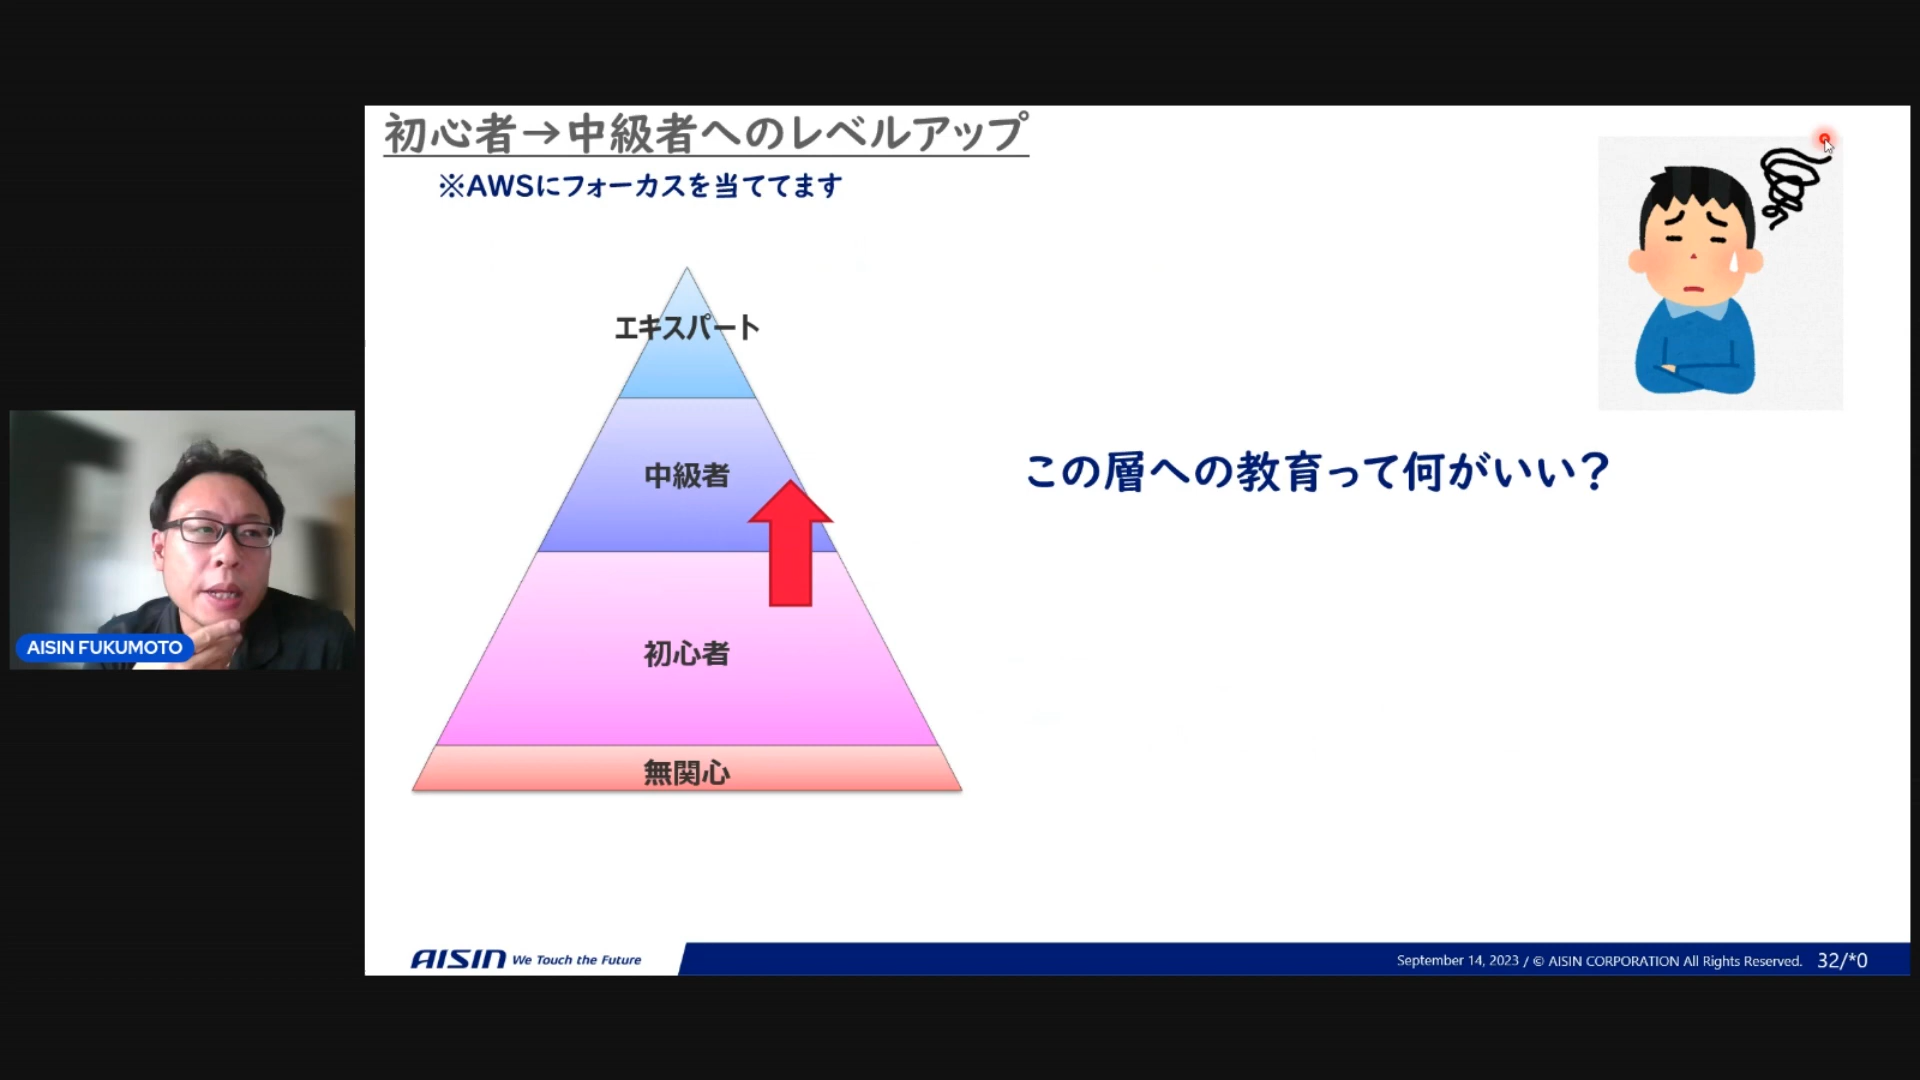 初心者→中級者へのレベルアップ
※AWSにフォーカスを当ててます
エキスパート
中級者
この層への教育って何がいい？
初心者
無関心
AISIN FUKUMOTO
AISIN We Touch the Future
September 14, 2023 / © AISIN CORPORATION All Rights Reserved. 32/*0